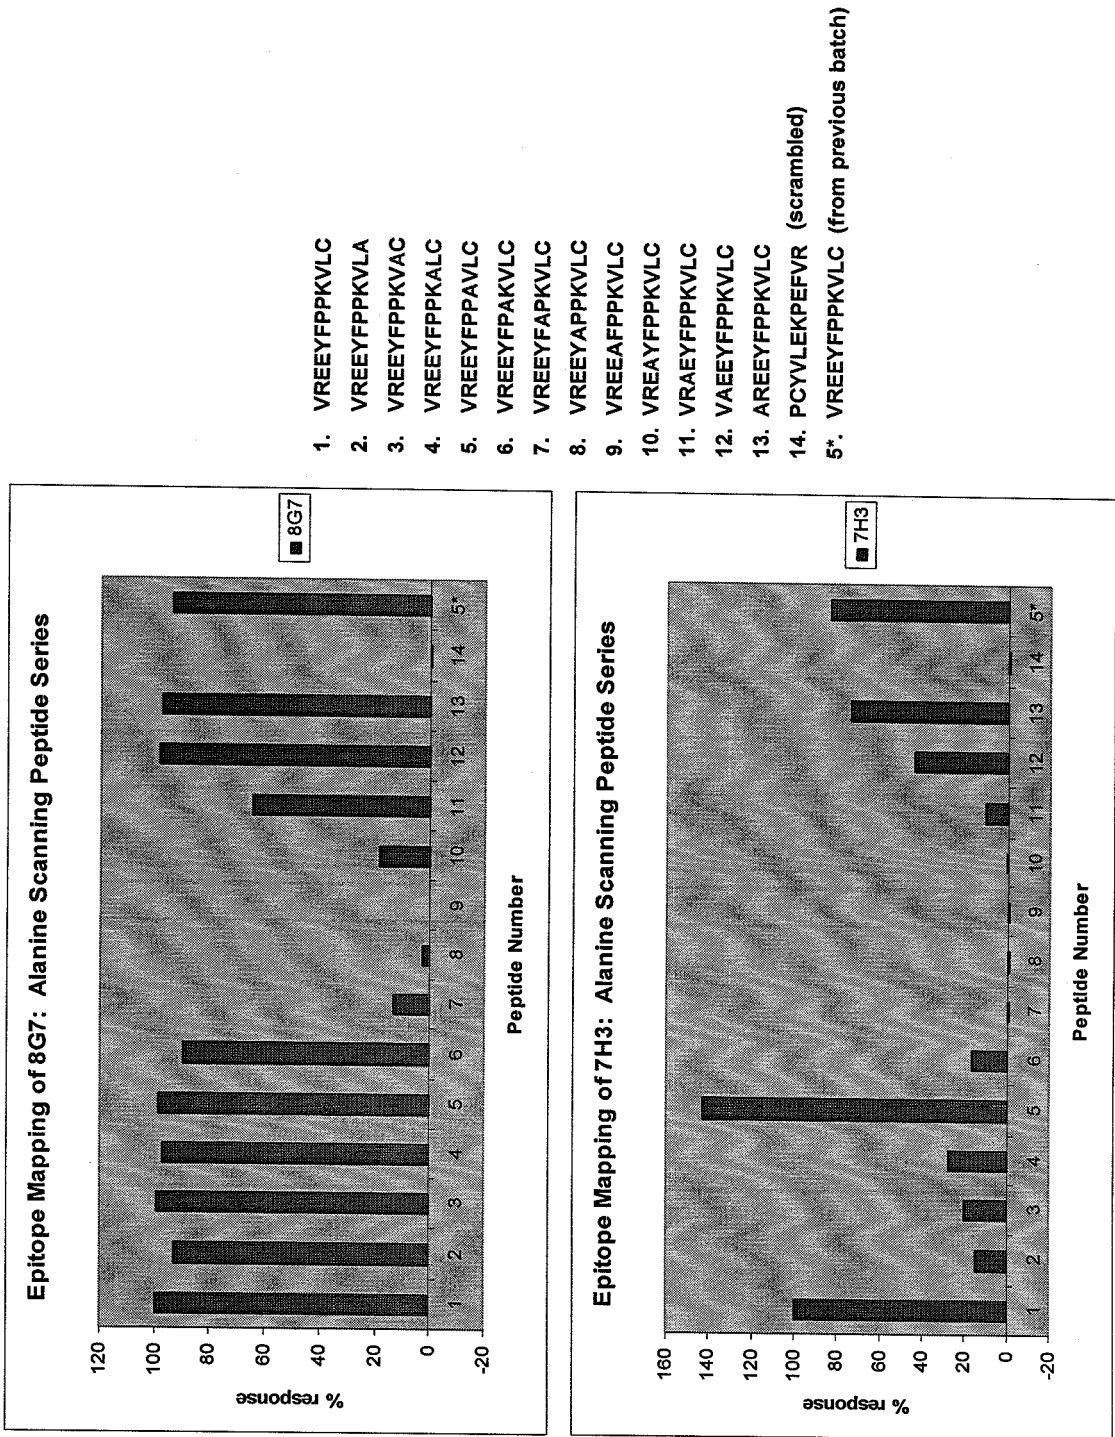 Epitope Mapping of 8G7: Alanine Scanning Peptide Series
120
100
80
60
40
20
0
-20
% response
1 2 3 4 5 6 7 8 9 10 11 12 13 14 5*
Peptide Number
8G7
Epitope Mapping of 7H3: Alanine Scanning Peptide Series
160
140
120
100
80
60
40
20
0
-20
% response
1 2 3 4 5 6 7 8 9 10 11 12 13 14 5*
Peptide Number
7H3
1. VREEYFPPKVLC
2. VREEYFPPKVLA
3. VREEYFPPKVAC
4. VREEYFPPKALC
5. VREEYFPPAVLC
6. VREEYFPAKVLC
7. VREEYFAPKVLC
8. VREEYAPPKVLC
9. VREEAFPPKVLC
10. VREAYFPPKVLC
11. VRAEYFPPKVLC
12. VAEEYFPPKVLC
13. AREEYFPPKVLC
14. PCYVLEKPEFVR (scrambled)
5*. VREEYFPPKVLC (from previous batch)